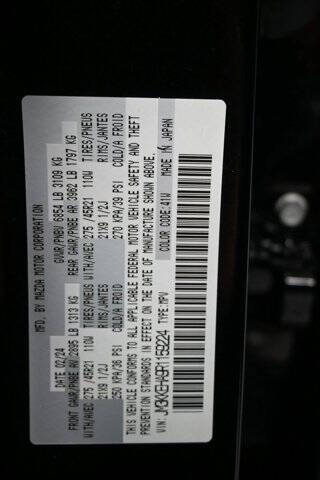 MFD. BY MAZDA MOTOR CORPORATION
DATE 02/24 GVWR/PNBV 6854 LB 3109 KG
FRONT GAWR/PNBE AV 2895 LB 1313 KG REAR GAWR/PNBE AR 3962 LB 1797 KG
WITH/AVEC 275 /45R21 110W TIRES/PNEUS WITH/AVEC 275 /45R21 110W TIRES/PNEUS
21X9 1/2J RIMS/JANTES 21X9 1/2J RIMS/JANTES
250 KPA/36 PSI COLD/A FROID 270 KPA/39 PSI COLD/A FROID
THIS VEHICLE CONFORMS TO ALL APPLICABLE FEDERAL MOTOR VEHICLE SAFETY AND THEFT
PREVENTION STANDARDS IN EFFECT ON THE DATE OF MANUFACTURE SHOWN ABOVE.
VIN: JM3KKEHA9R1159224 TYPE: MPV COLOR CODE: 41W MADE IN JAPAN